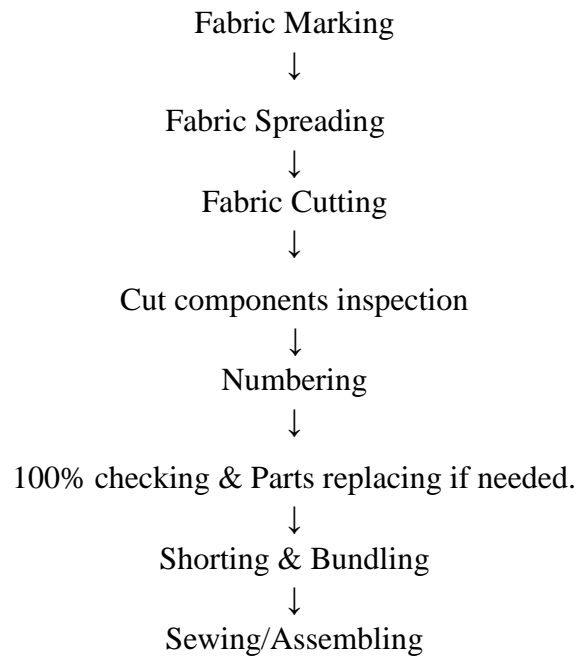 Fabric Marking
↓
Fabric Spreading
↓
Fabric Cutting
↓
Cut components inspection
↓
Numbering
↓
100% checking & Parts replacing if needed.
↓
Shorting & Bundling
↓
Sewing/Assembling